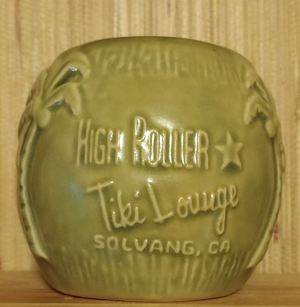 HIGH ROLLER
Tiki Lounge
SOLVANG, CA